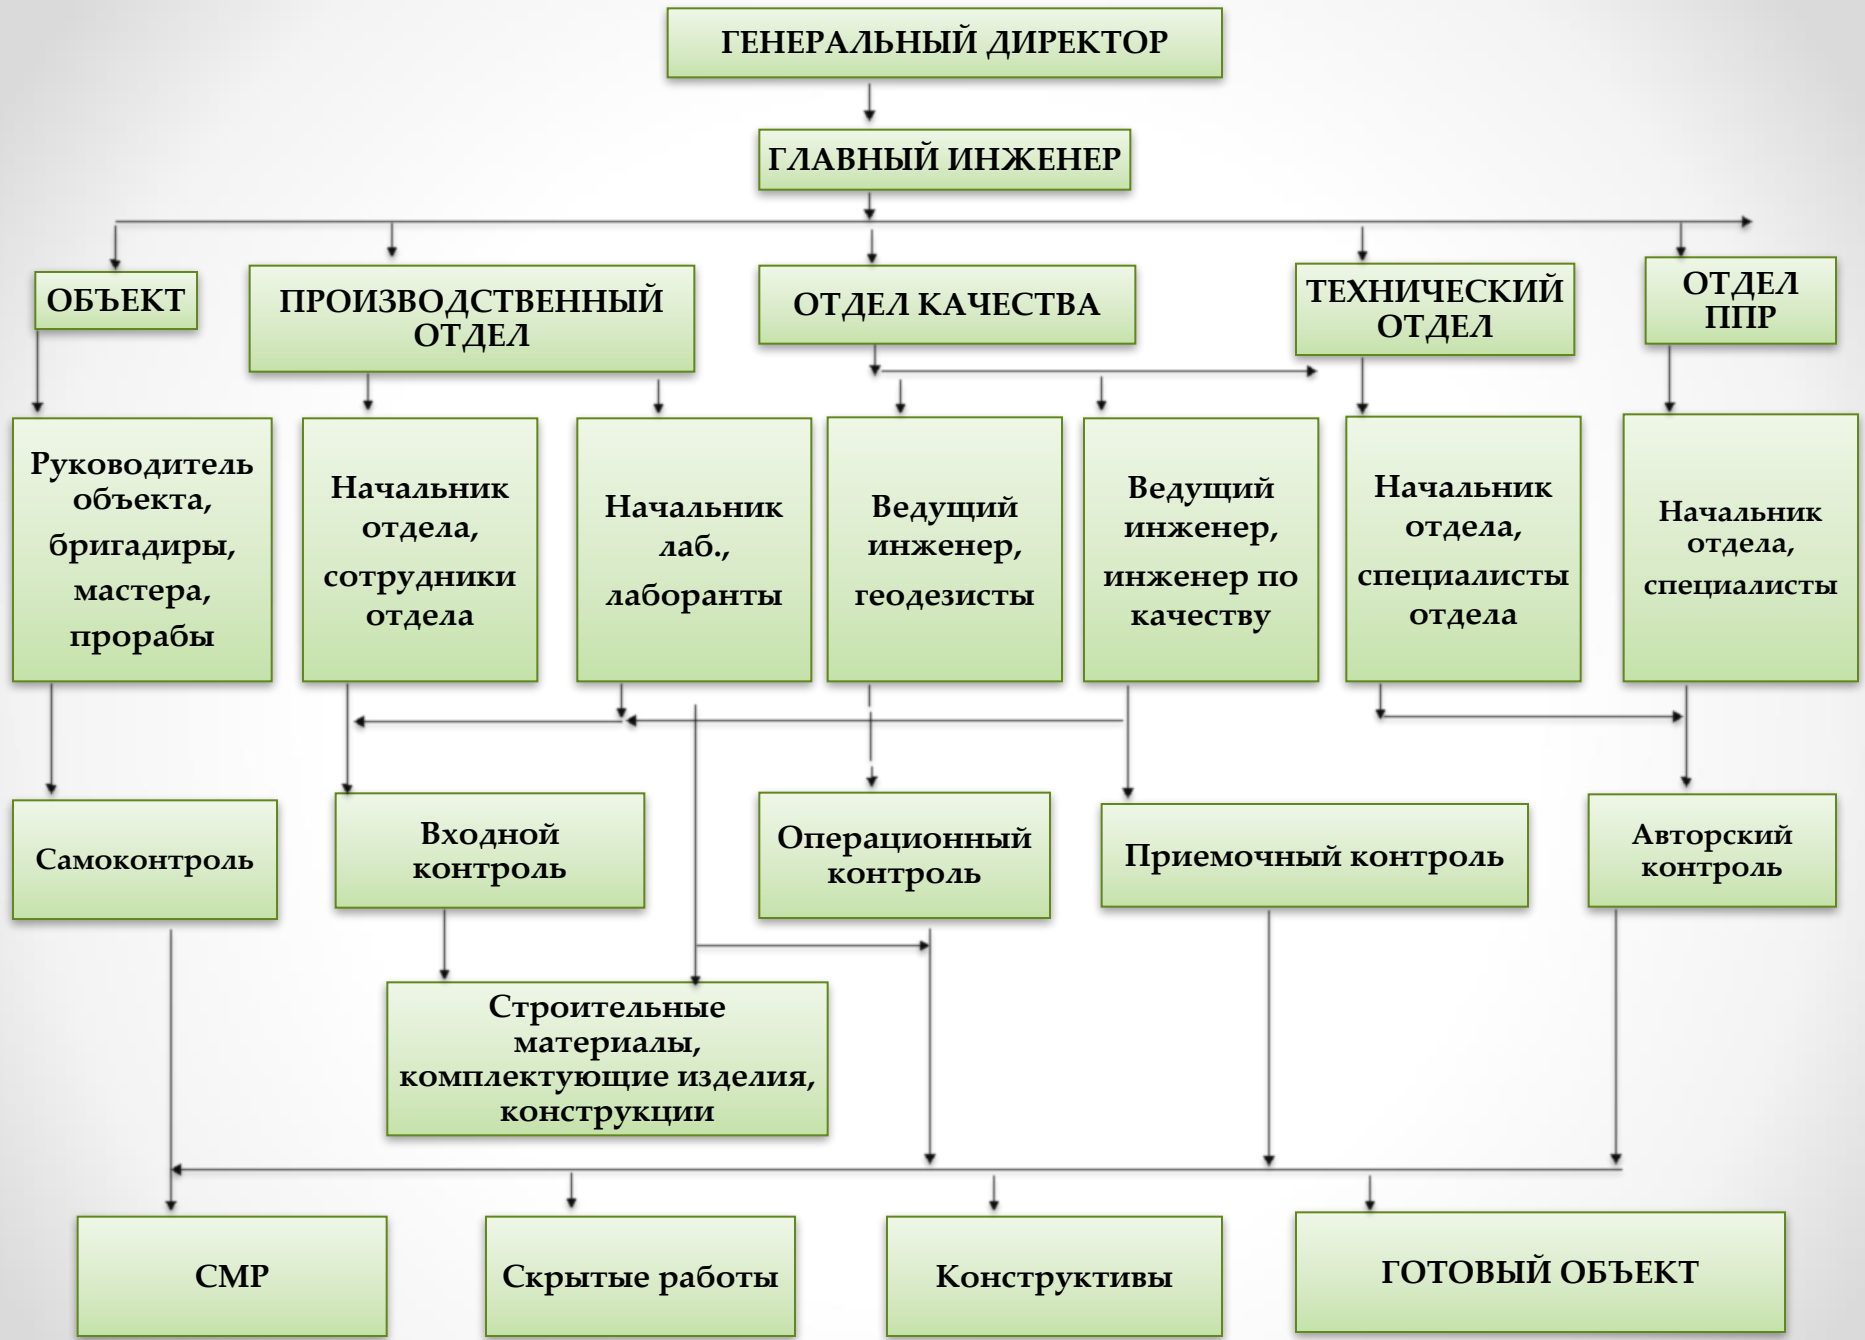 ГЕНЕРАЛЬНЫЙ ДИРЕКТОР
ГЛАВНЫЙ ИНЖЕНЕР
ОБЪЕКТ
ПРОИЗВОДСТВЕННЫЙ
ОТДЕЛ
ОТДЕЛ КАЧЕСТВА
ТЕХНИЧЕСКИЙ
ОТДЕЛ
ОТДЕЛ
ППР
Руководитель
объекта,
бригадиры,
мастера,
прорабы
Начальник
отдела,
сотрудники
отдела
Начальник
лаб.,
лаборанты
Ведущий
инженер,
геодезисты
Ведущий
инженер,
инженер по
качеству
Начальник
отдела,
специалисты
отдела
Начальник
отдела,
специалисты
Самоконтроль
Входной
контроль
Операционный
контроль
Приемочный контроль
Авторский
контроль
Строительные
материалы,
комплектующие изделия,
конструкции
СМР
Скрытые работы
Конструктивы
ГОТОВЫЙ ОБЪЕКТ